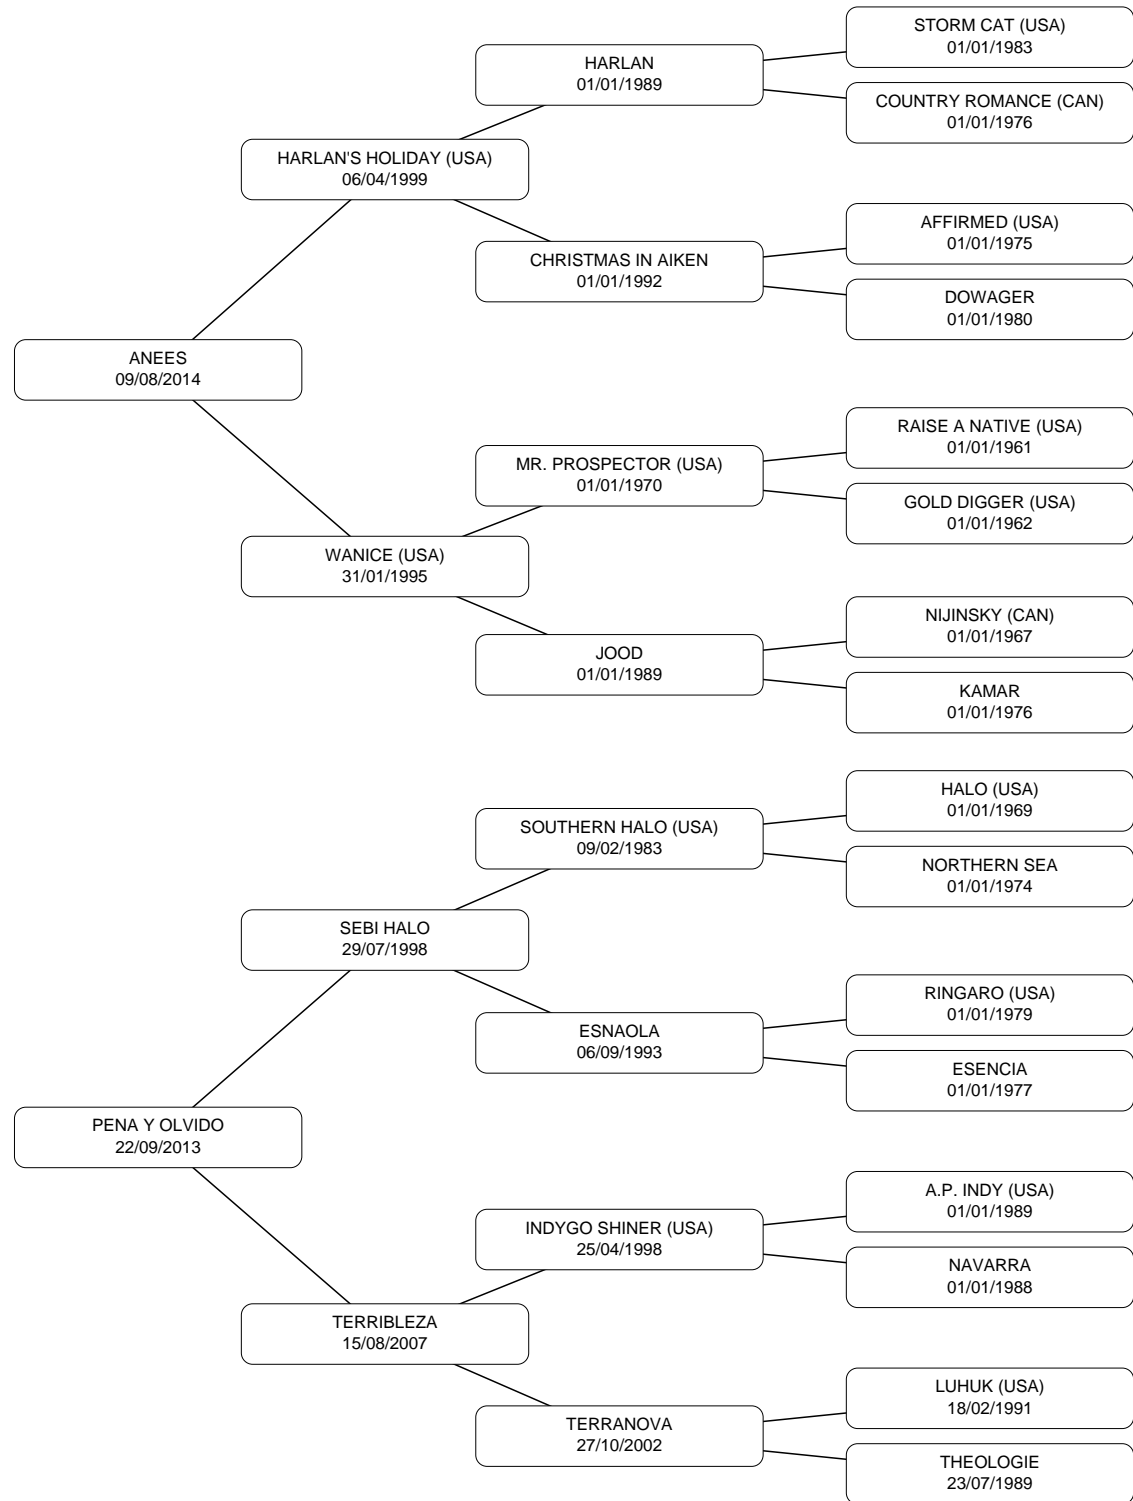 STORM CAT (USA)
01/01/1983
HARLAN
01/01/1989
COUNTRY ROMANCE (CAN)
01/01/1976
HARLAN'S HOLIDAY (USA)
06/04/1999
AFFIRMED (USA)
01/01/1975
CHRISTMAS IN AIKEN
01/01/1992
DOWAGER
01/01/1980
ANEES
09/08/2014
RAISE A NATIVE (USA)
01/01/1961
MR. PROSPECTOR (USA)
01/01/1970
GOLD DIGGER (USA)
01/01/1962
WANICE (USA)
31/01/1995
NIJINSKY (CAN)
01/01/1967
JOOD
01/01/1989
KAMAR
01/01/1976
HALO (USA)
01/01/1969
SOUTHERN HALO (USA)
09/02/1983
NORTHERN SEA
01/01/1974
SEBI HALO
29/07/1998
RINGARO (USA)
01/01/1979
ESNAOLA
06/09/1993
ESENCIA
01/01/1977
PENA Y OLVIDO
22/09/2013
A.P. INDY (USA)
01/01/1989
INDYGO SHINER (USA)
25/04/1998
NAVARRA
01/01/1988
TERRIBLEZA
15/08/2007
LUHUK (USA)
18/02/1991
TERRANOVA
27/10/2002
THEOLOGIE
23/07/1989